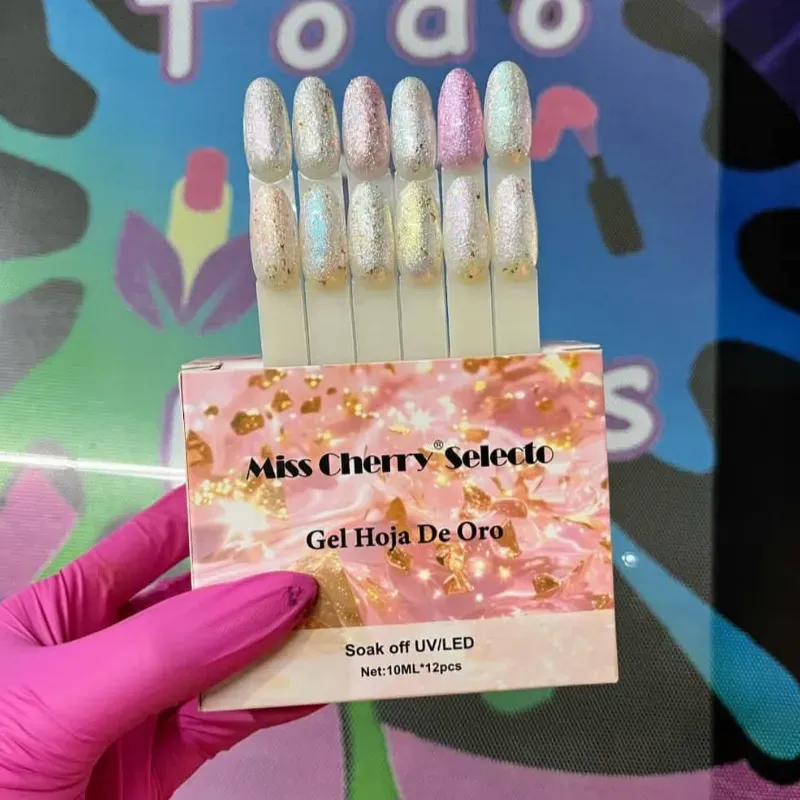 Todo
s
Miss Cherry® Selecto
Gel Hoja De Oro
Soak off UV/LED
Net:10ML*12pcs